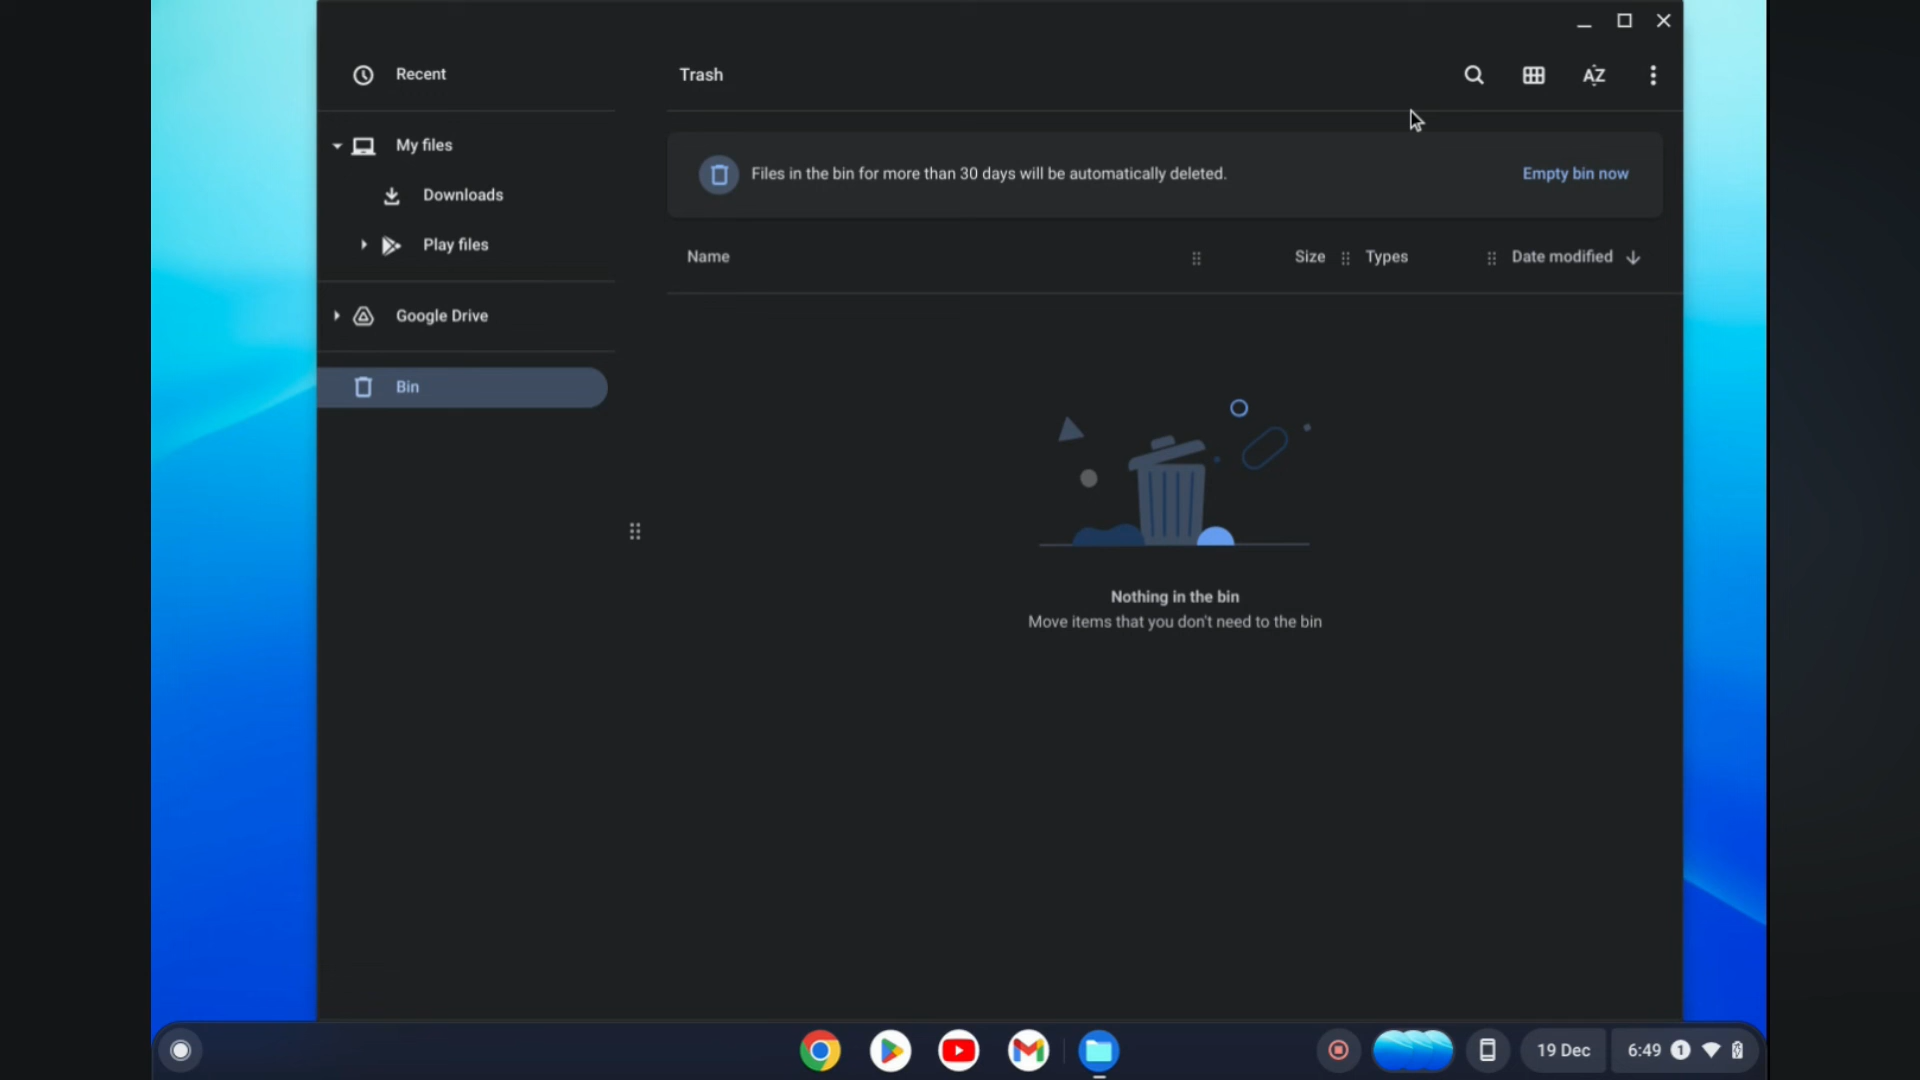 Recent
Trash
AZ
My files
Downloads
Play files
Google Drive
Bin
Files in the bin for more than 30 days will be automatically deleted.
Empty bin now
Name
Size
Types
Date modified
Nothing in the bin
Move items that you don't need to the bin
19 Dec
6:49
1